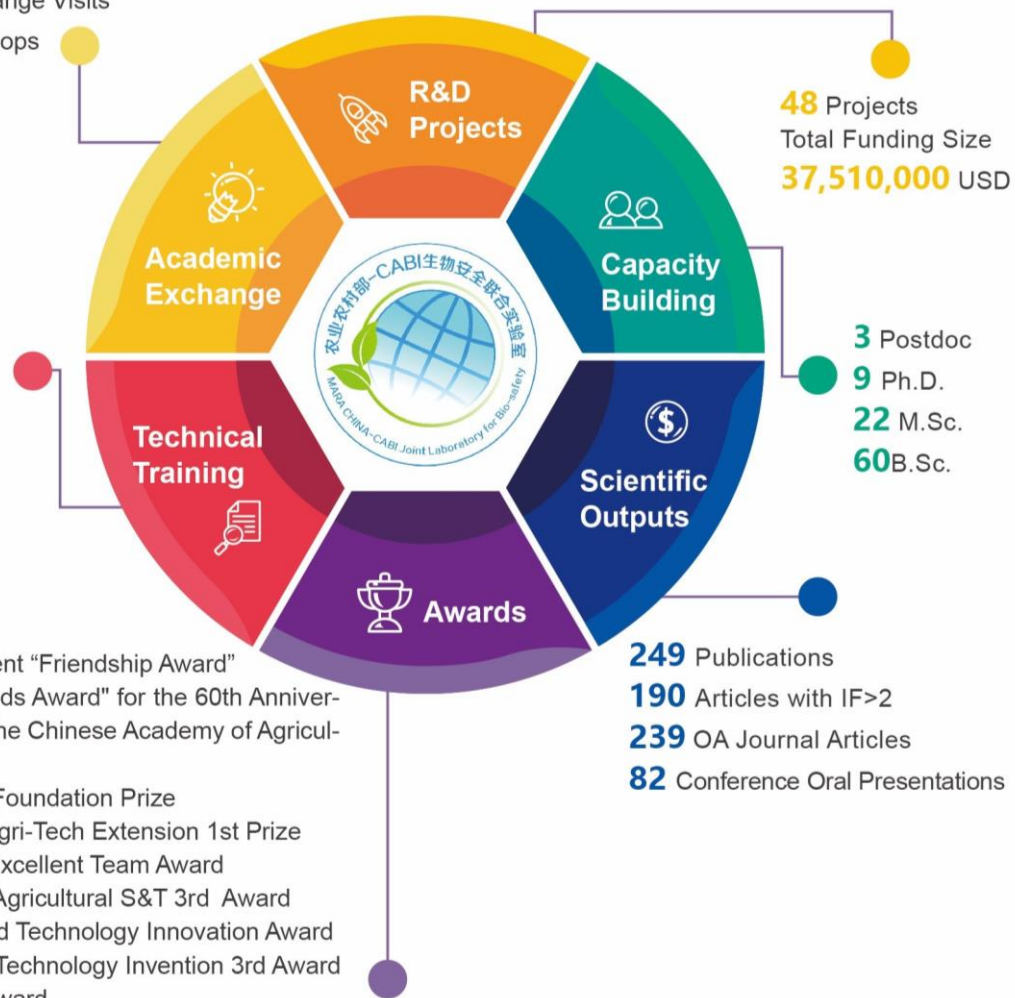 Visits
R&D
Projects
48 Projects
Total Funding Size
37,510,000 USD
Academic
Exchange
Capacity
Building
农业农村部-CABI生物安全联合实验室
MARA CHINA-CABI Joint Laboratory for Bio-safety
3 Postdoc
9 Ph.D.
22 M.Sc.
60B.Sc.
Technical
Training
Scientific
Outputs
Awards
249 Publications
190 Articles with IF>2
239 OA Journal Articles
82 Conference Oral Presentations
“Friendship Award”
Award" for the 60th Anniver-
Chinese Academy of Agricul-
Foundation Prize
Extension 1st Prize
Team Award
Agricultural S&T 3rd Award
Technology Innovation Award
Technology Invention 3rd Award